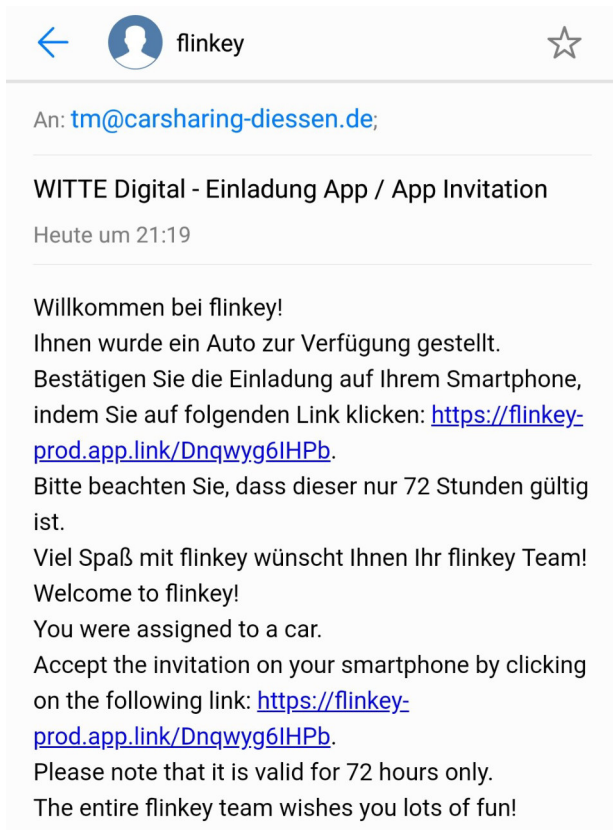 flinkey
An: tm@carsharing-diessen.de;
WITTE Digital - Einladung App / App Invitation
Heute um 21:19
Willkommen bei flinkey!
Ihnen wurde ein Auto zur Verfügung gestellt.
Bestätigen Sie die Einladung auf Ihrem Smartphone,
indem Sie auf folgenden Link klicken: https://flinkey-
prod.app.link/Dnqwyg6IHPb.
Bitte beachten Sie, dass dieser nur 72 Stunden gültig
ist.
Viel Spaß mit flinkey wünscht Ihnen Ihr flinkey Team!
Welcome to flinkey!
You were assigned to a car.
Accept the invitation on your smartphone by clicking
on the following link: https://flinkey-
prod.app.link/Dnqwyg6IHPb.
Please note that it is valid for 72 hours only.
The entire flinkey team wishes you lots of fun!